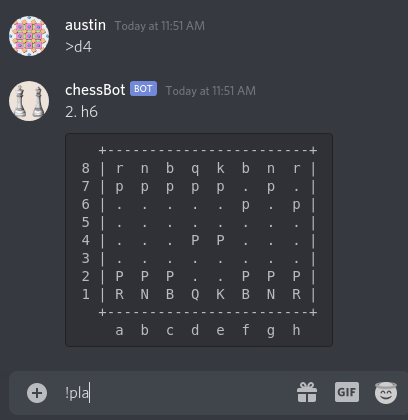 austin Today at 11:51 AM
>d4
chessBot BOT Today at 11:51 AM
2. h6
+------------------------+
8 | r n b q k b n r |
7 | p p p p p . p . |
6 | . . . . . p . p |
5 | . . . . . . . . |
4 | . . . P P . . . |
3 | . . . . . . . . |
2 | P P P . . P P P |
1 | R N B Q K B N R |
+------------------------+
a b c d e f g h
!pla
GIF